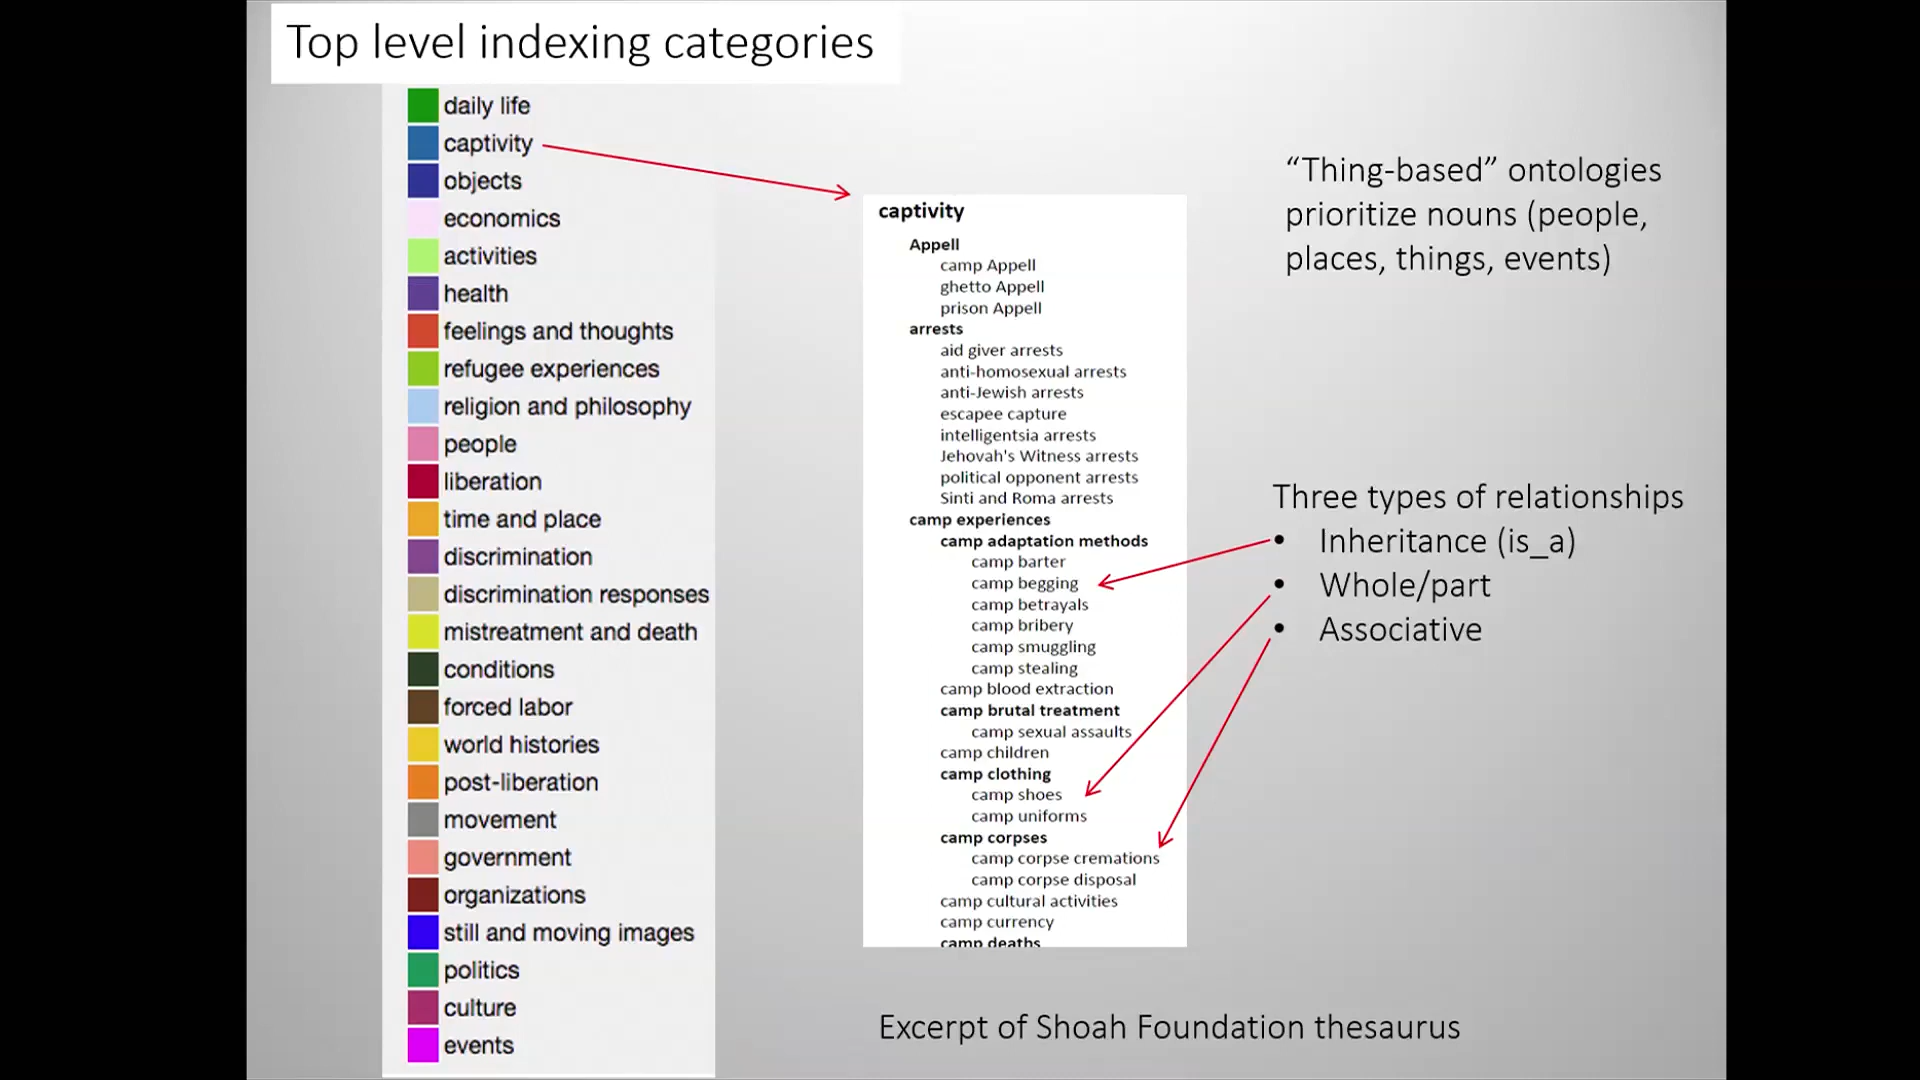 Top level indexing categories
daily life
captivity
objects
economics
activities
health
feelings and thoughts
refugee experiences
religion and philosophy
people
liberation
time and place
discrimination
discrimination responses
mistreatment and death
conditions
forced labor
world histories
post-liberation
movement
government
organizations
still and moving images
politics
culture
events
captivity
Appell
camp Appell
ghetto Appell
prison Appell
arrests
aid giver arrests
anti-homosexual arrests
anti-Jewish arrests
escapee capture
intelligentsia arrests
Jehovah's Witness arrests
political opponent arrests
Sinti and Roma arrests
camp experiences
camp adaptation methods
camp barter
camp begging
camp betrayals
camp bribery
camp smuggling
camp stealing
camp blood extraction
camp brutal treatment
camp sexual assaults
camp children
camp clothing
camp shoes
camp uniforms
camp corpses
camp corpse cremations
camp corpse disposal
camp cultural activities
camp currency
camp deaths
Excerpt of Shoah Foundation thesaurus
“Thing-based” ontologies
prioritize nouns (people,
places, things, events)
Three types of relationships
• Inheritance (is_a)
• Whole/part
• Associative